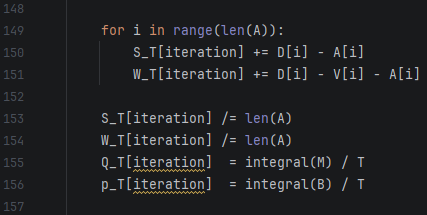 148
149 for i in range(len(A)):
150 S_T[iteration] += D[i] - A[i]
151 W_T[iteration] += D[i] - V[i] - A[i]
152
153 S_T[iteration] /= len(A)
154 W_T[iteration] /= len(A)
155 Q_T[iteration]  = integral(M) / T
156 p_T[iteration]  = integral(B) / T
157